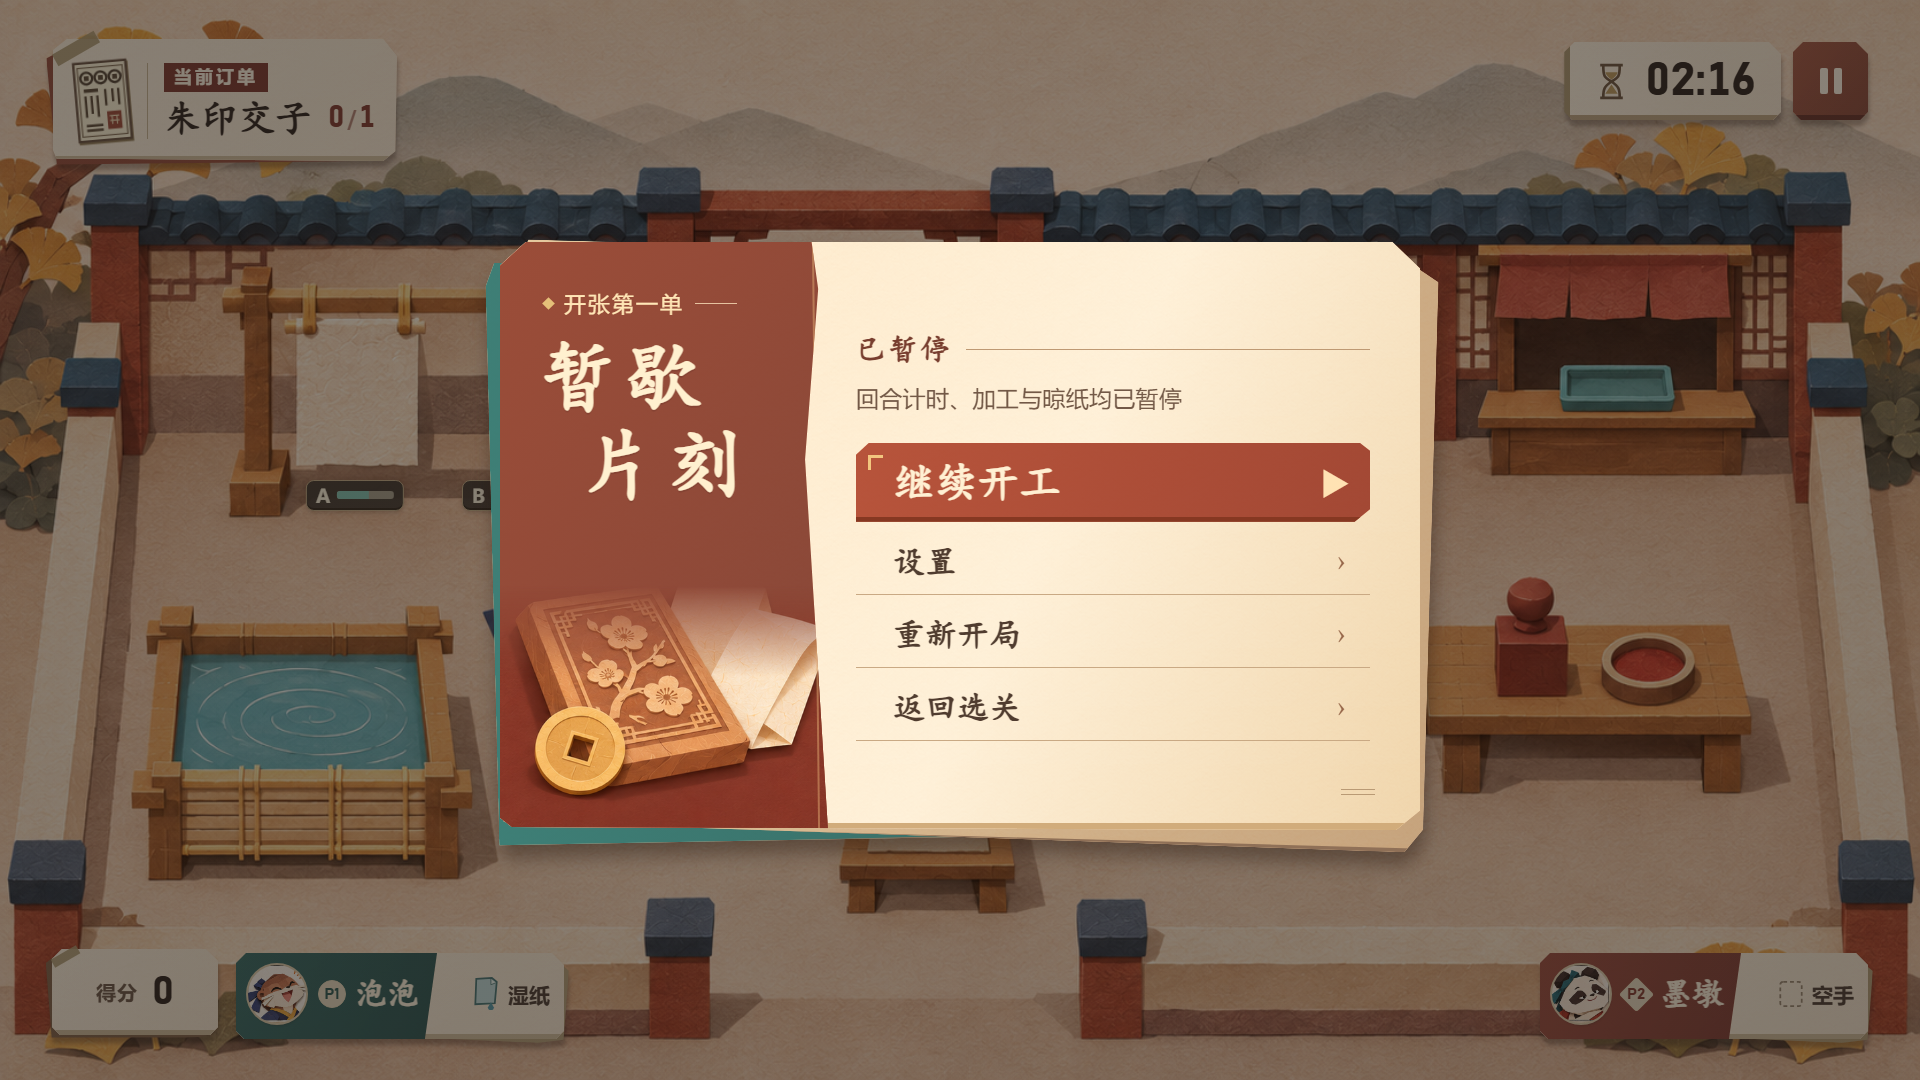 当前订单
朱印交子 0/1
02:16
开张第一单
暂歇
片刻
已暂停
回合计时、加工与晾纸均已暂停
继续开工
设置
重新开局
返回选关
A
B
得分 0
P1 泡泡
湿纸
P2 墨墩
空手